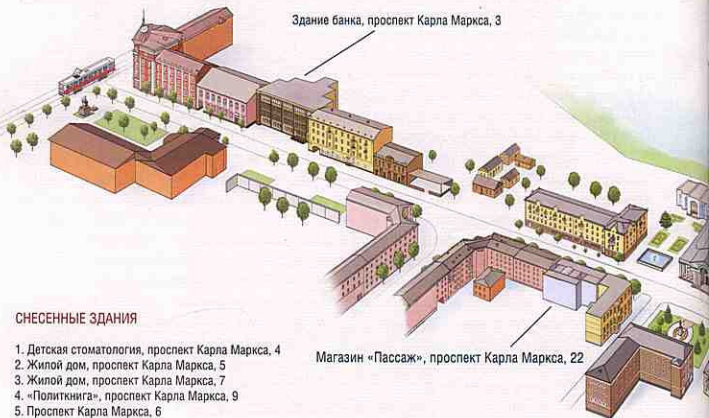 Здание банка, проспект Карла Маркса, 3
Магазин «Пассаж», проспект Карла Маркса, 22
СНЕСЕННЫЕ ЗДАНИЯ
1. Детская стоматология, проспект Карла Маркса, 4
2. Жилой дом, проспект Карла Маркса, 5
3. Жилой дом, проспект Карла Маркса, 7
4. «Политкнига», проспект Карла Маркса, 9
5. Проспект Карла Маркса, 6